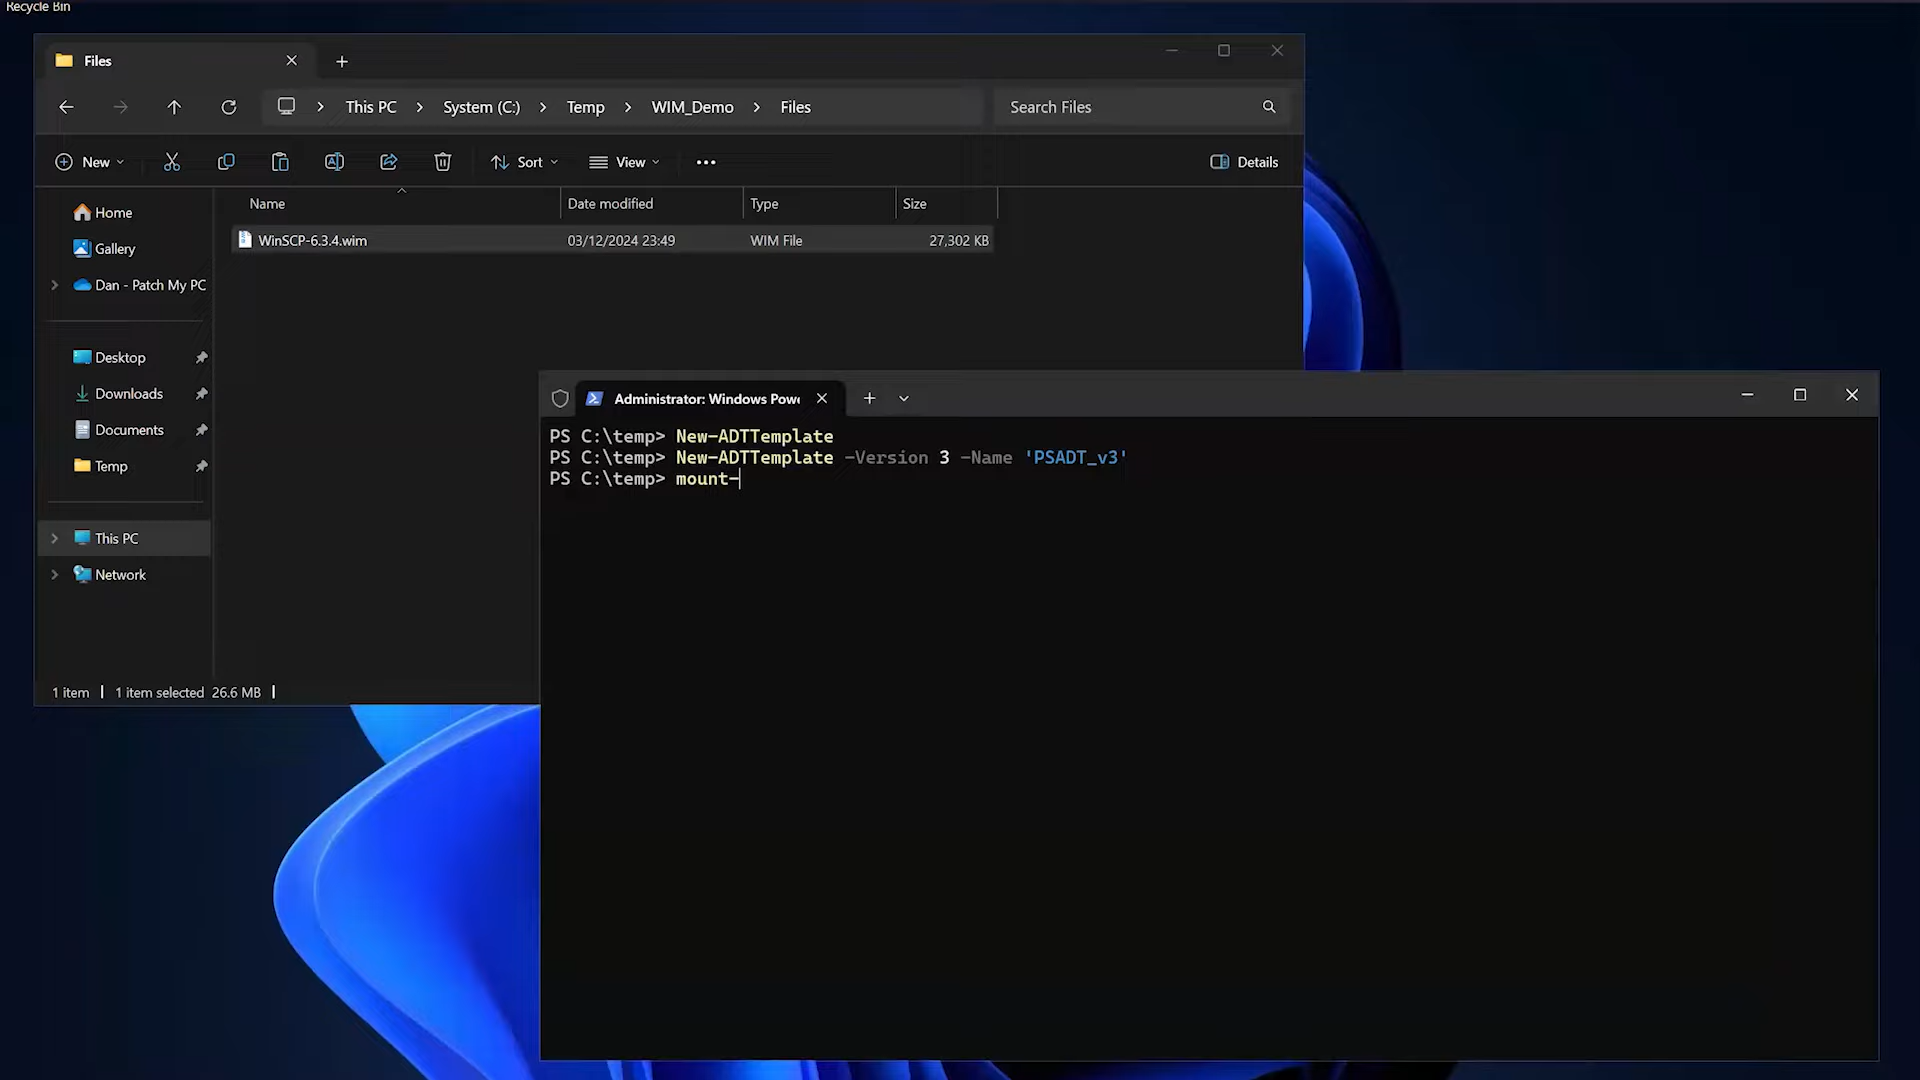 Recycle Bin
Files
This PC > System (C:) > Temp > WIM_Demo > Files
Search Files
New
Sort
View
Details
Name Date modified Type Size
WinSCP-6.3.4.wim 03/12/2024 23:49 WIM File 27,302 KB
Home
Gallery
Dan - Patch My PC
Desktop
Downloads
Documents
Temp
This PC
Network
1 item | 1 item selected 26.6 MB |
Administrator: Windows Powe
PS C:\temp> New-ADTTemplate
PS C:\temp> New-ADTTemplate -Version 3 -Name 'PSADT_v3'
PS C:\temp> mount-